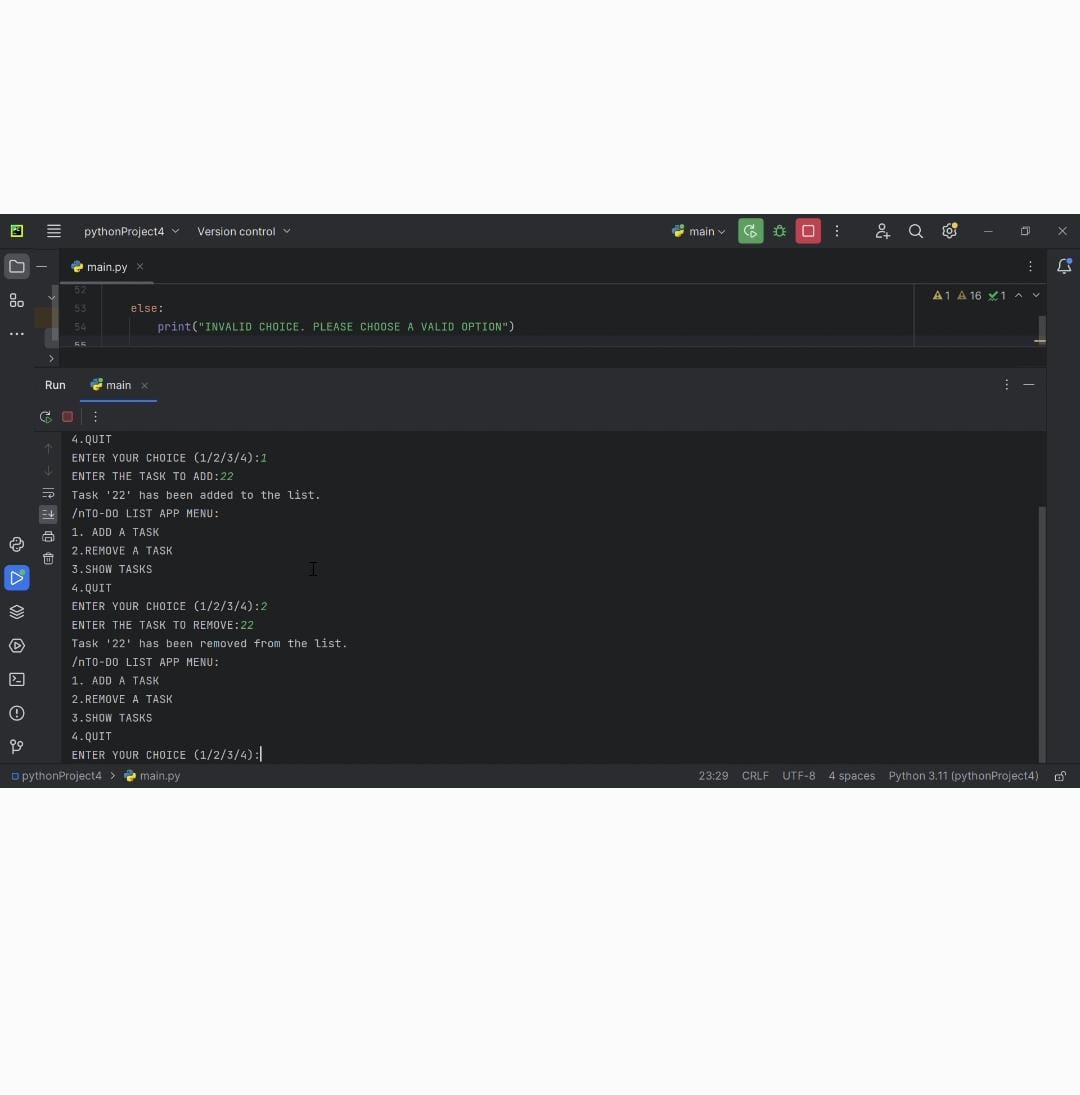 pythonProject4 Version control main
main.py
52
53 else:
54 print("INVALID CHOICE. PLEASE CHOOSE A VALID OPTION")
1 16 1
55
Run main
4.QUIT
ENTER YOUR CHOICE (1/2/3/4):1
ENTER THE TASK TO ADD:22
Task '22' has been added to the list.
/nTO-DO LIST APP MENU:
1. ADD A TASK
2.REMOVE A TASK
3.SHOW TASKS
4.QUIT
ENTER YOUR CHOICE (1/2/3/4):2
ENTER THE TASK TO REMOVE:22
Task '22' has been removed from the list.
/nTO-DO LIST APP MENU:
1. ADD A TASK
2.REMOVE A TASK
3.SHOW TASKS
4.QUIT
ENTER YOUR CHOICE (1/2/3/4):
pythonProject4 > main.py 23:29 CRLF UTF-8 4 spaces Python 3.11 (pythonProject4)